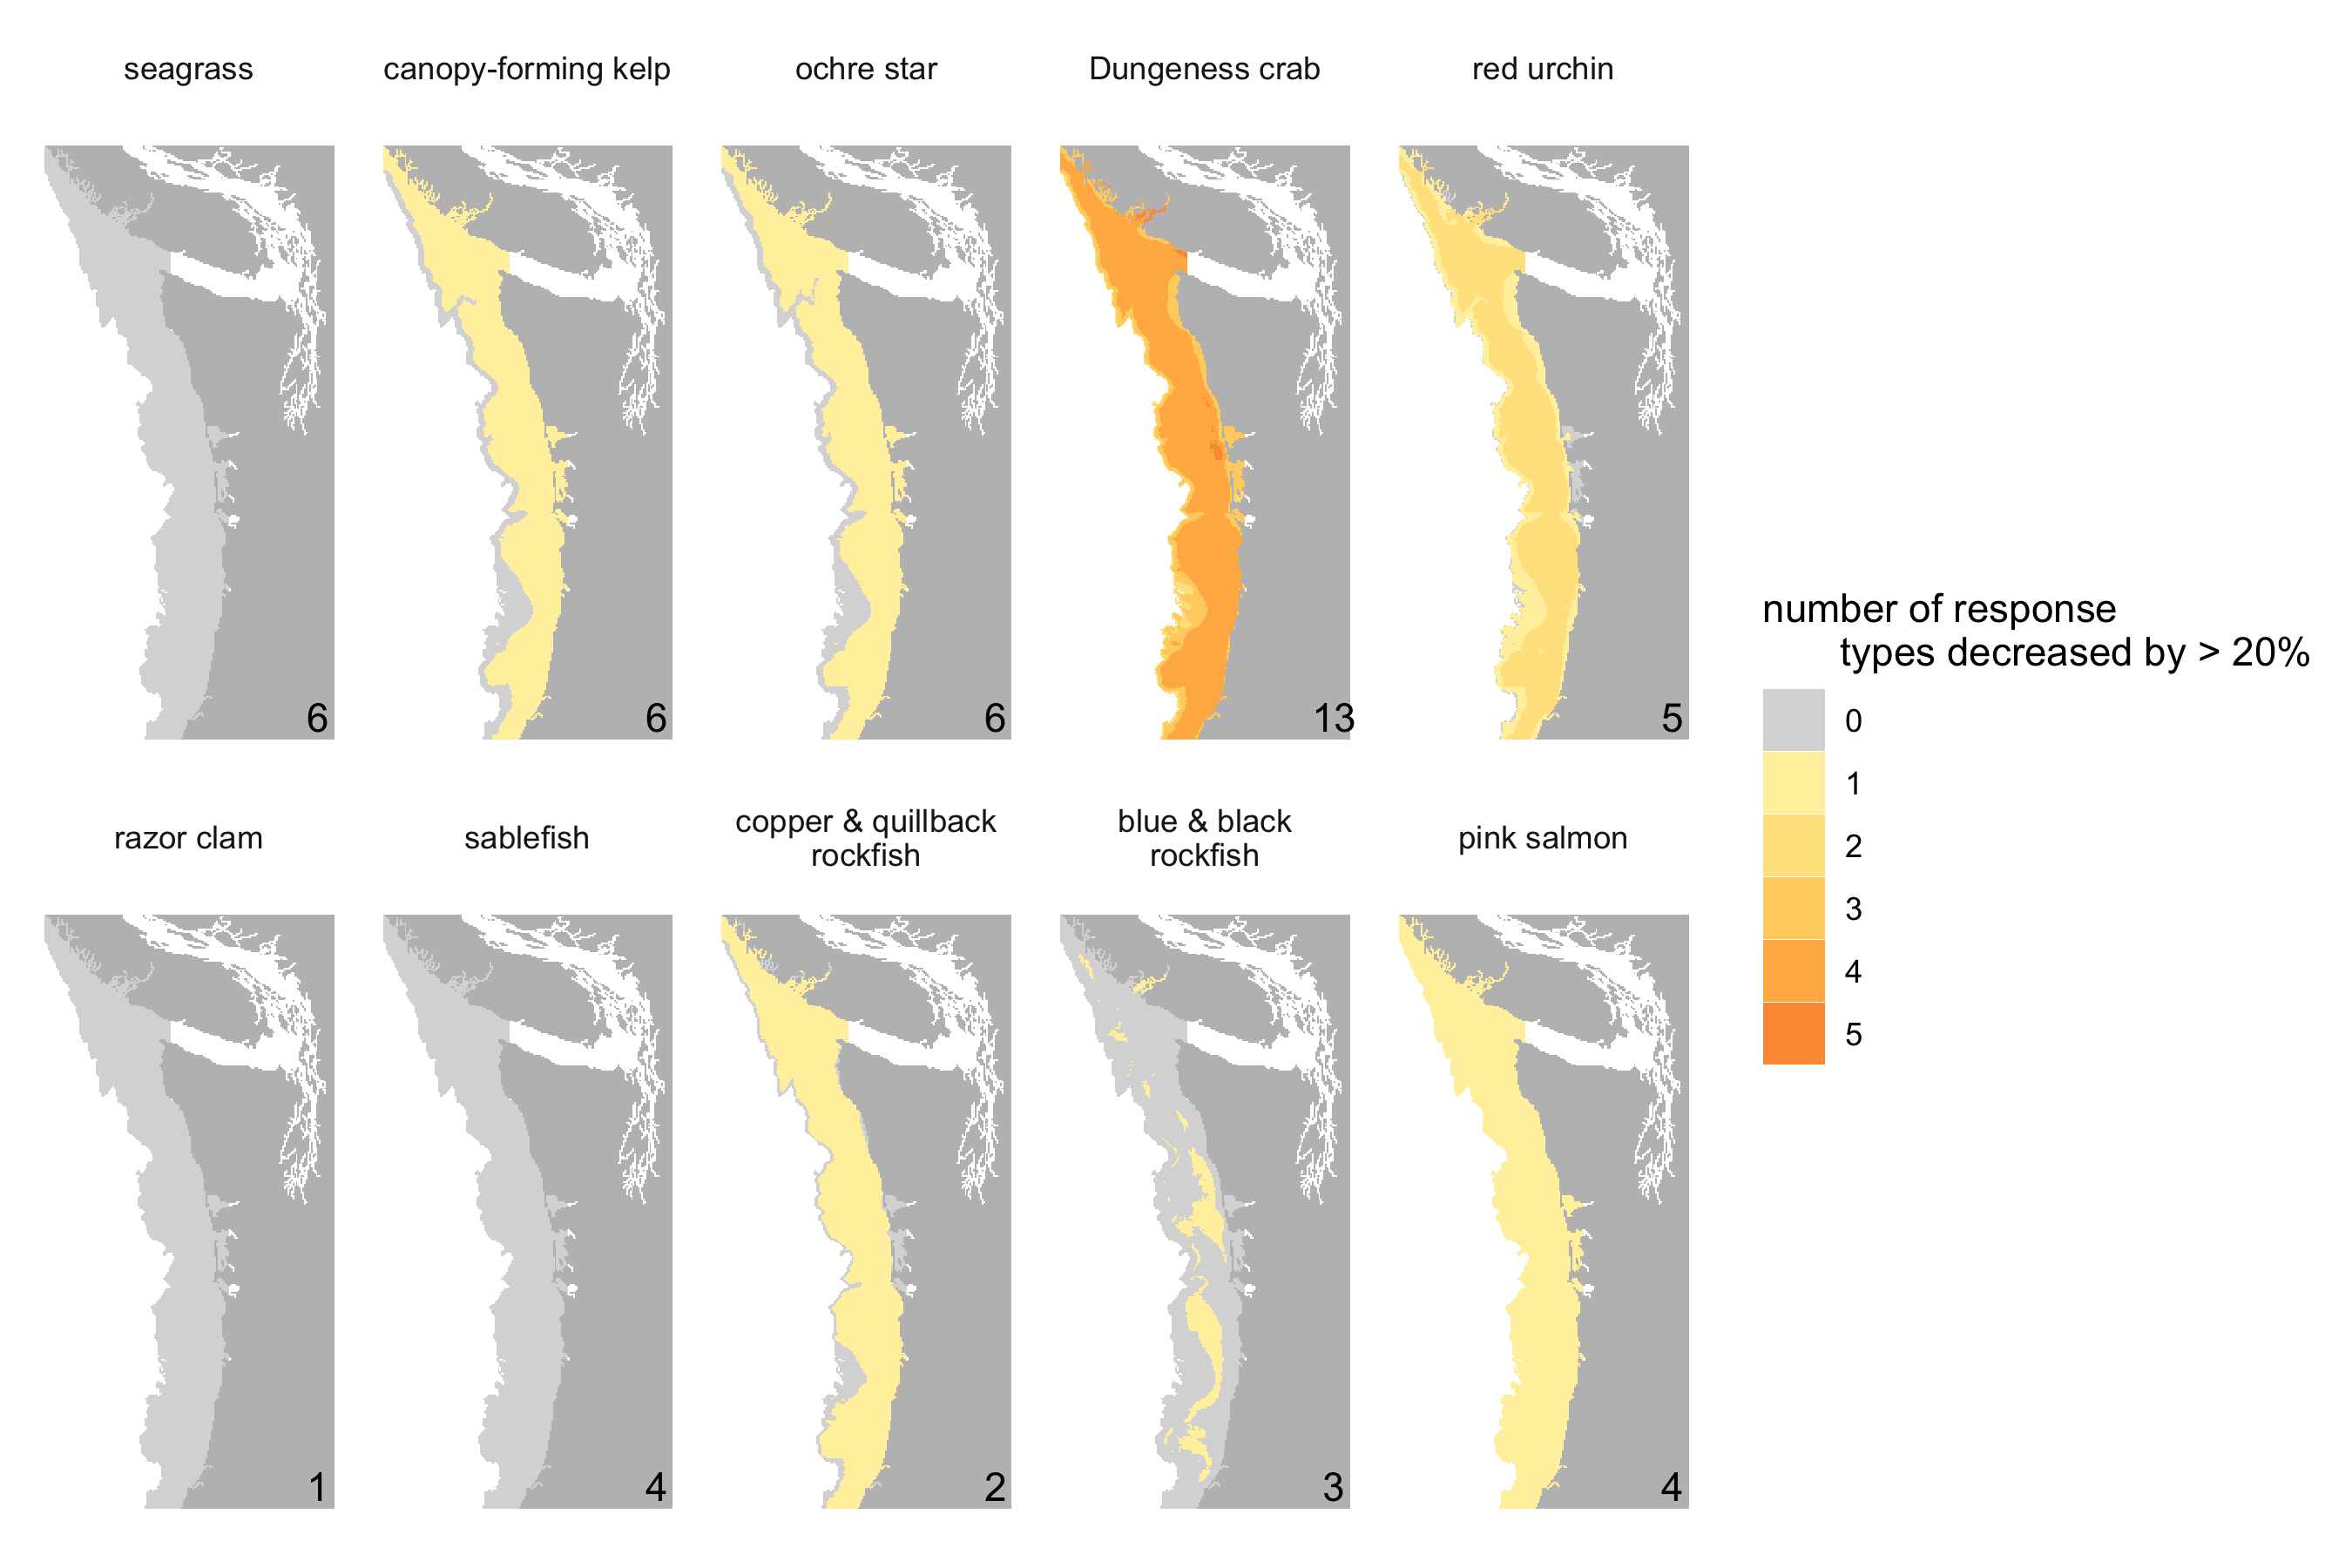 seagrass
canopy-forming kelp
ochre star
Dungeness crab
red urchin
6
6
6
13
5
razor clam
sablefish
copper & quillback
rockfish
blue & black
rockfish
pink salmon
1
4
2
3
4
number of response
types decreased by > 20%
0
1
2
3
4
5